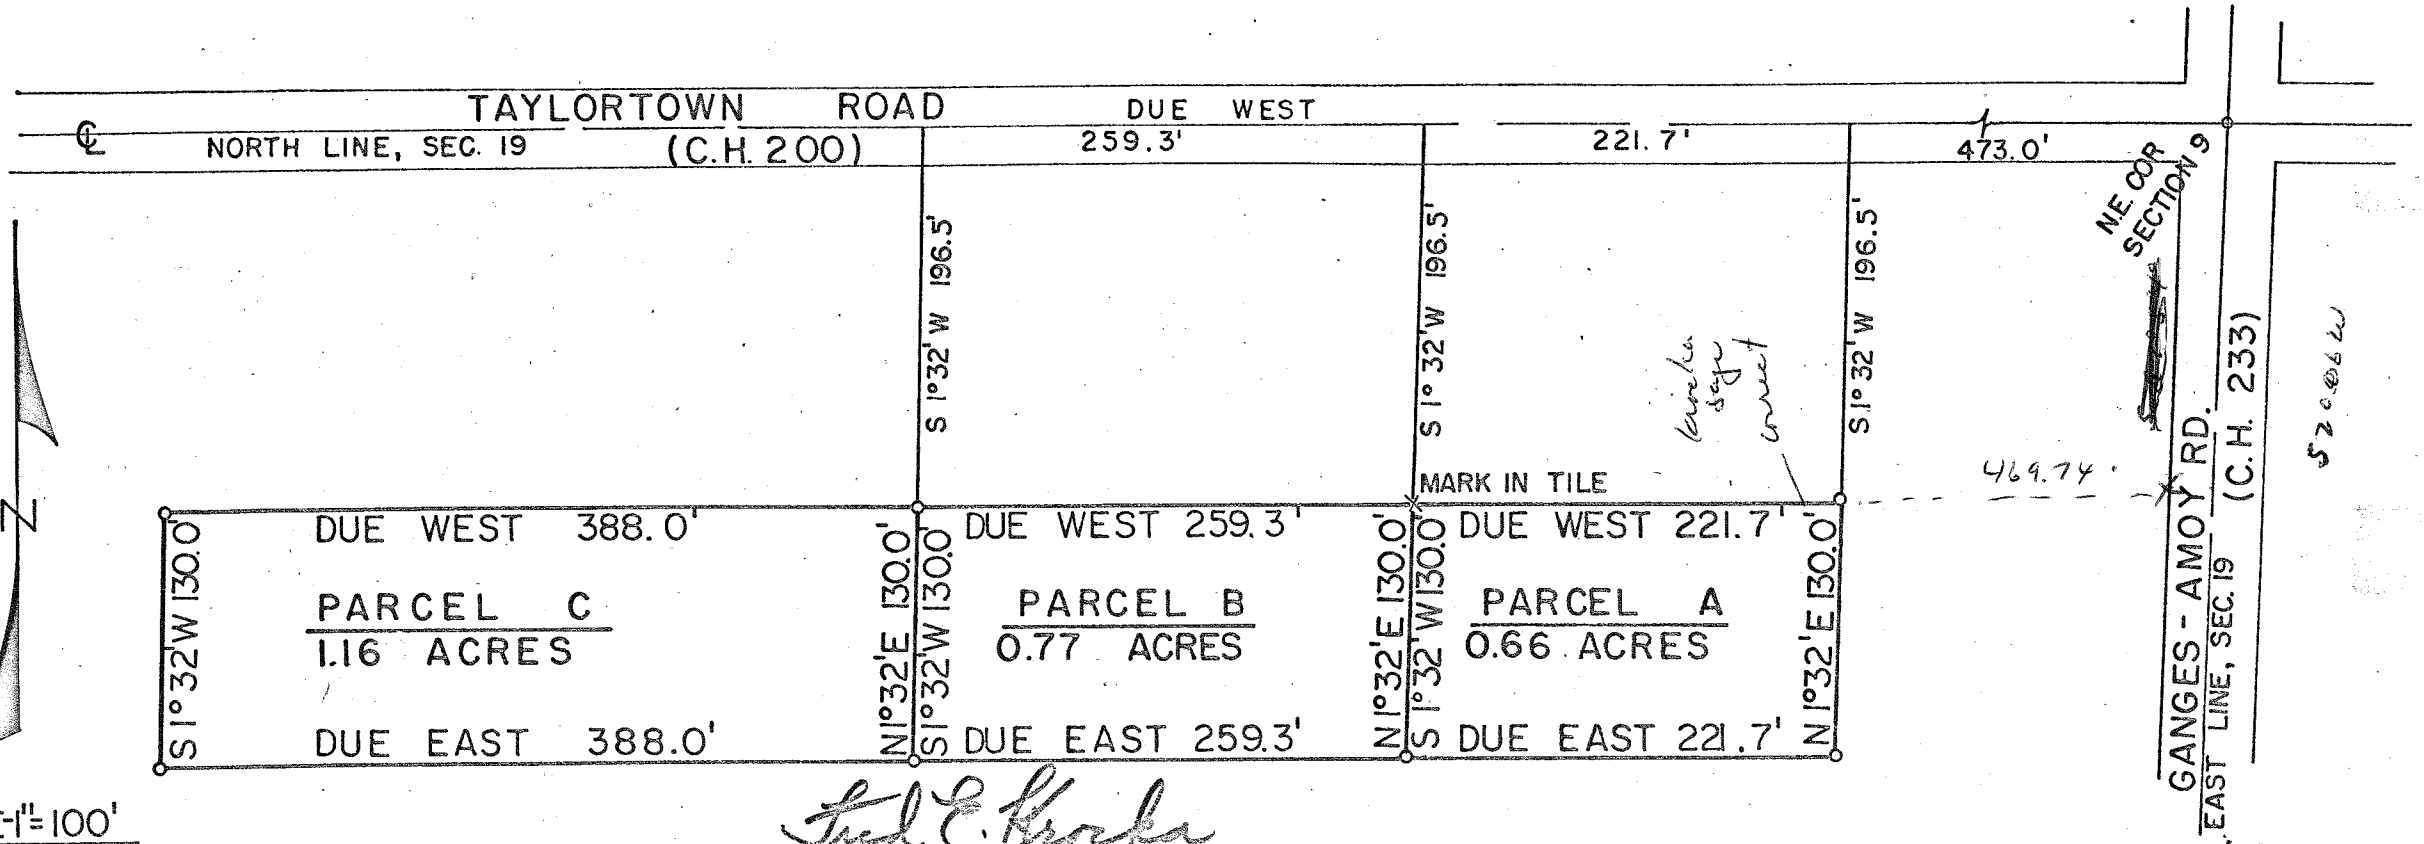 TAYLORTOWN ROAD DUE WEST
℄ NORTH LINE, SEC. 19 (C.H. 200) 259.3' 221.7' 473.0'
N.E. COR
SECTION 9
S 1°32'W 196.5'
S 1°32'W 196.5'
S 1°32'W 196.5'
says
correct
MARK IN TILE
469.74'
GANGES - AMOY RD.
EAST LINE, SEC. 19 (C.H. 233)
N
DUE WEST 388.0'
S 1°32'W 130.0'
PARCEL C
1.16 ACRES
DUE EAST 388.0'
N 1°32'E 130.0'
S 1°32'W 130.0'
DUE WEST 259.3'
PARCEL B
0.77 ACRES
DUE EAST 259.3'
N 1°32'E 130.0'
S 1°32'W 130.0'
DUE WEST 221.7'
PARCEL A
0.66 ACRES
DUE EAST 221.7'
N 1°32'E 130.0'
1"=100'
Fred E. Krocka